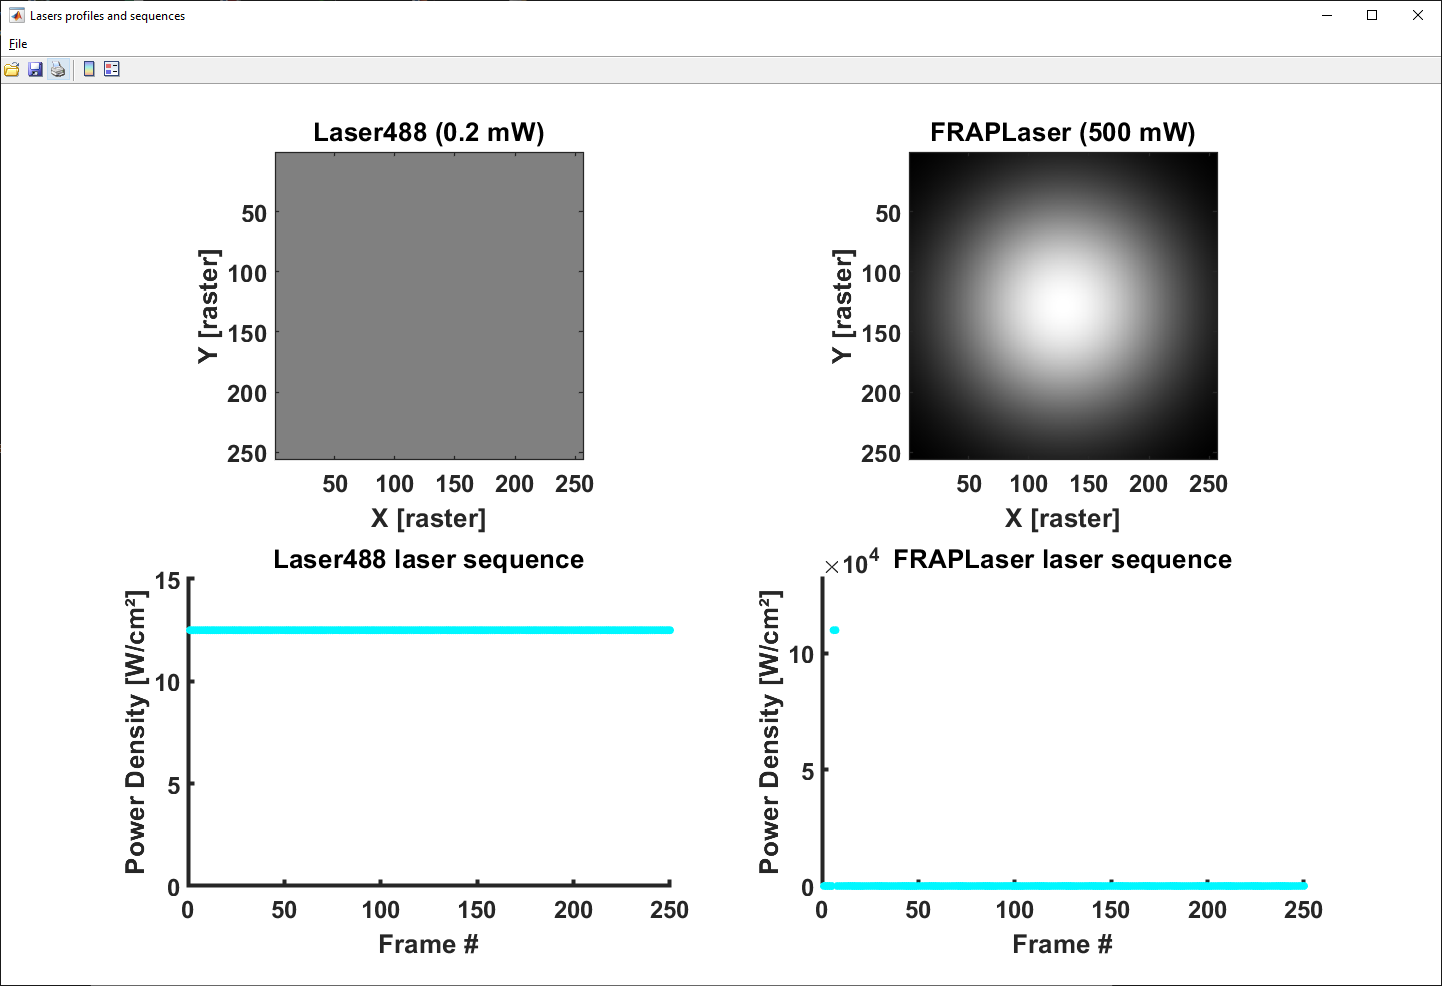 Lasers profiles and sequences
File
Laser488 (0.2 mW)
50
100
150
200
250
Y [raster]
50 100 150 200 250
X [raster]
FRAPLaser (500 mW)
50
100
150
200
250
Y [raster]
50 100 150 200 250
X [raster]
Laser488 laser sequence
15
10
5
0
Power Density [W/cm²]
0 50 100 150 200 250
Frame #
×10⁴ FRAPLaser laser sequence
10
5
0
Power Density [W/cm²]
0 50 100 150 200 250
Frame #